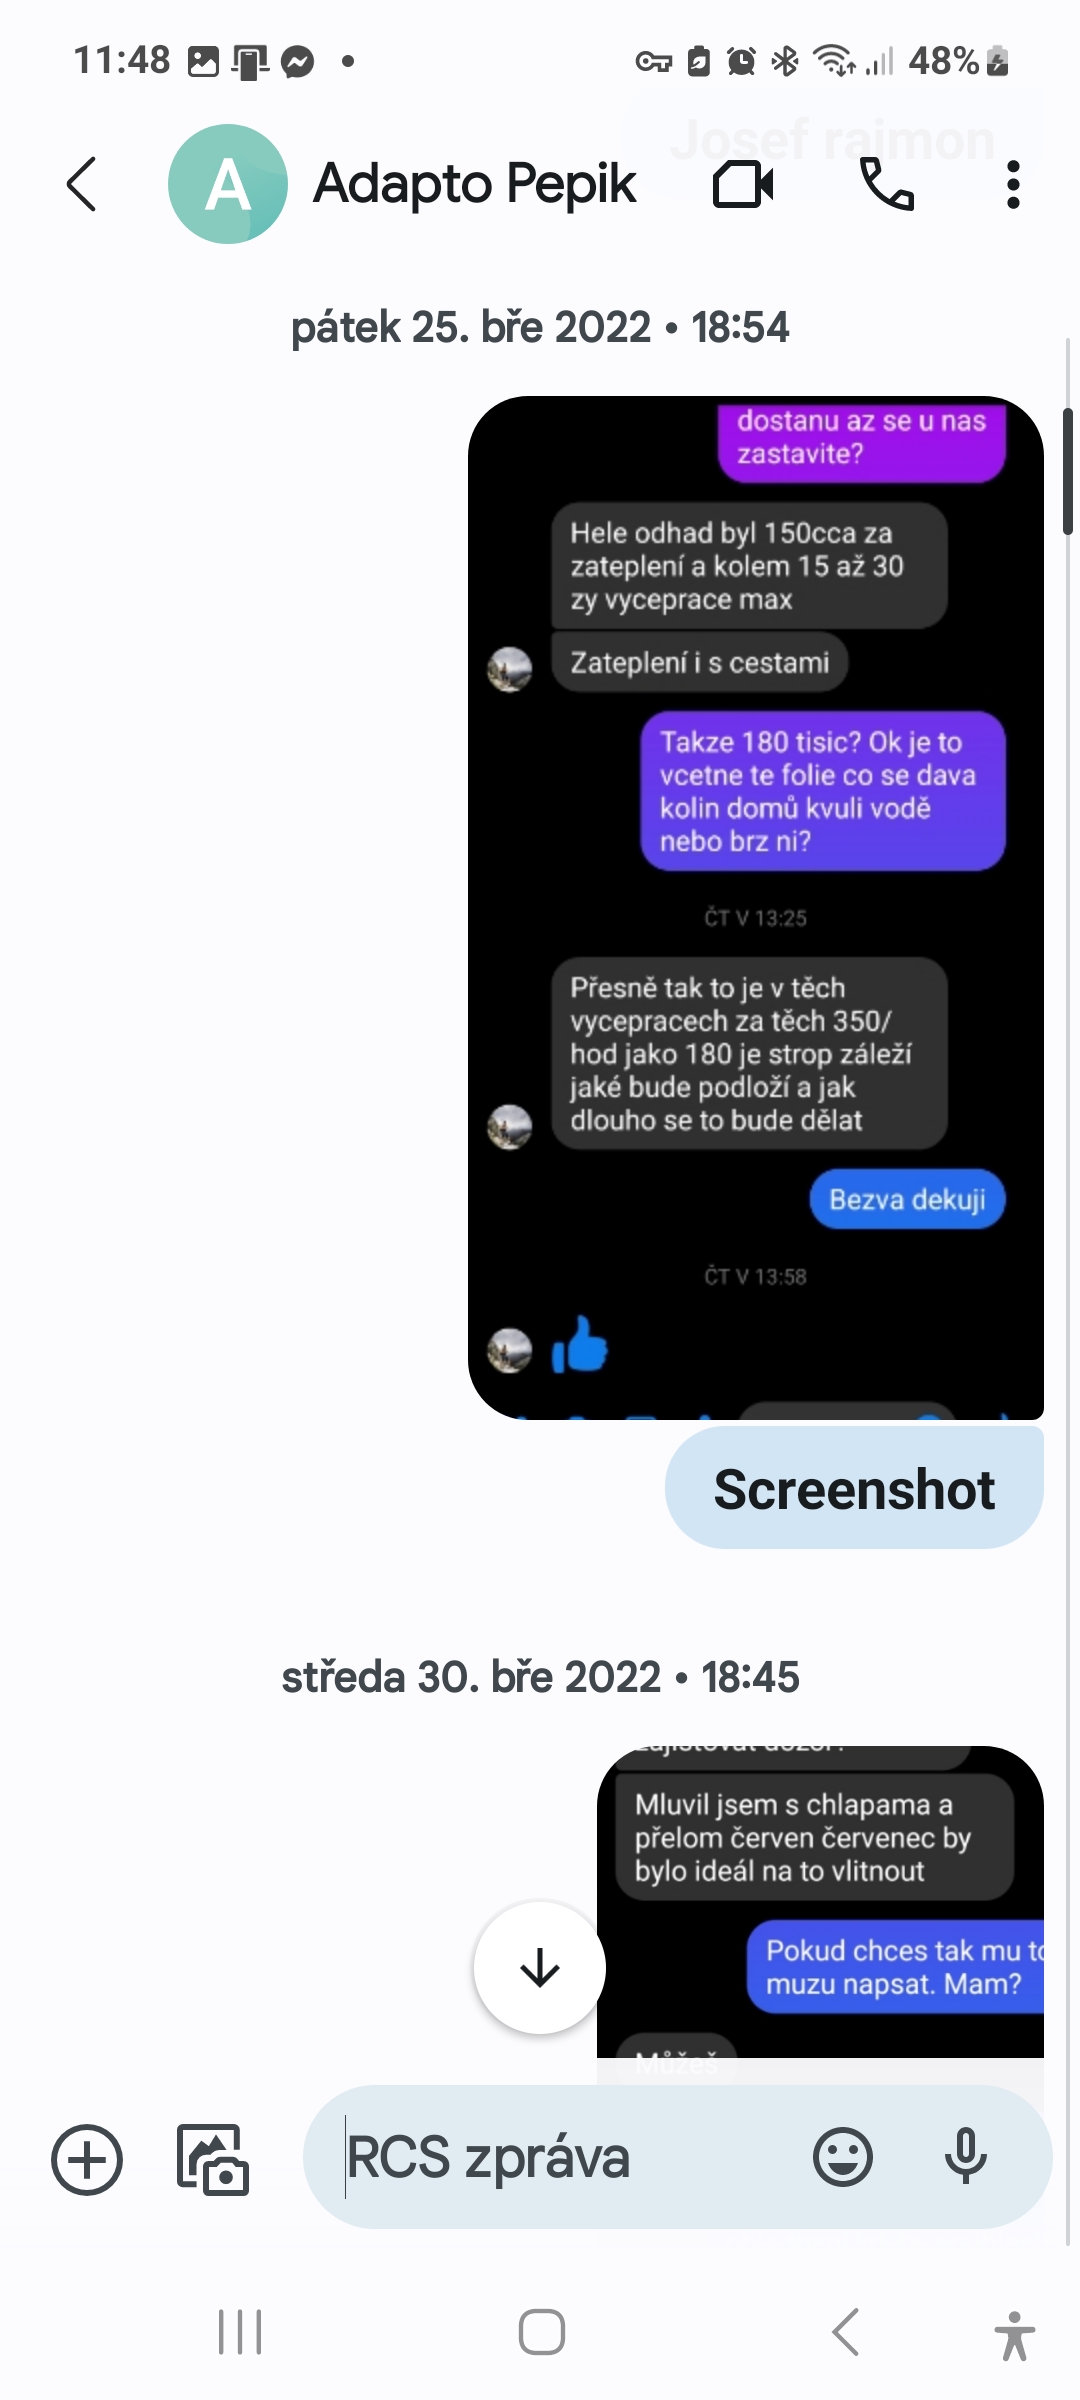 11:48
48%
Josef rajmon
A
Adapto Pepik
pátek 25. bře 2022 • 18:54
dostanu az se u nas
zastavite?
Hele odhad byl 150cca za
zateplení a kolem 15 až 30
zy vyceprace max
Zateplení i s cestami
Takze 180 tisic? Ok je to
vcetne te folie co se dava
kolin domů kvuli vodě
nebo brz ni?
ČT V 13:25
Přesně tak to je v těch
vycepracech za těch 350/
hod jako 180 je strop záleží
jaké bude podloží a jak
dlouho se to bude dělat
Bezva dekuji
ČT V 13:58
Screenshot
středa 30. bře 2022 • 18:45
Mluvil jsem s chlapama a
přelom červen červenec by
bylo ideál na to vlitnout
Pokud chces tak mu to
muzu napsat. Mam?
Můžeš
RCS zpráva